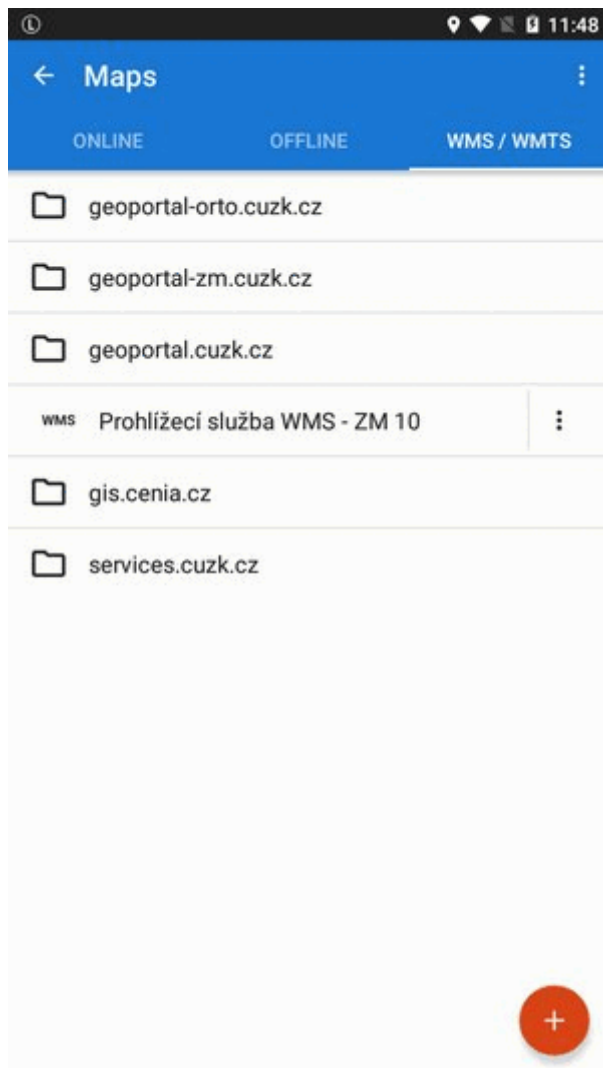 11:48
Maps
ONLINE OFFLINE WMS / WMTS
geoportal-orto.cuzk.cz
geoportal-zm.cuzk.cz
geoportal.cuzk.cz
WMS Prohlížecí služba WMS - ZM 10
gis.cenia.cz
services.cuzk.cz